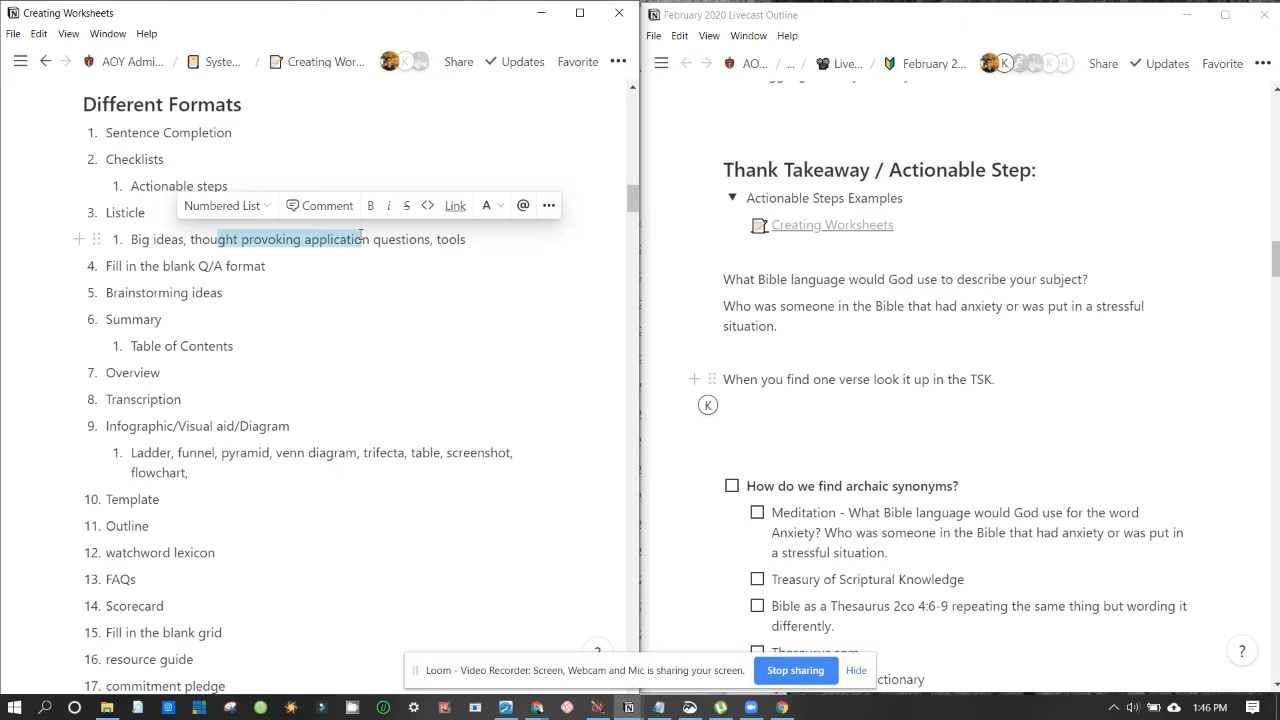 Creating Worksheets
File Edit View Window Help
AOY Admi... / Syste... / Creating Wor... K Share Updates Favorite •••
Different Formats
1. Sentence Completion
2. Checklists
1. Actionable steps
Numbered List Comment B i S <> Link A @ •••
3. Listicle
1. Big ideas, thought provoking application questions, tools
4. Fill in the blank Q/A format
5. Brainstorming ideas
6. Summary
1. Table of Contents
7. Overview
8. Transcription
9. Infographic/Visual aid/Diagram
1. Ladder, funnel, pyramid, venn diagram, trifecta, table, screenshot,
flowchart,
10. Template
11. Outline
12. watchword lexicon
13. FAQs
14. Scorecard
15. Fill in the blank grid
16. resource guide
17. commitment pledge
February 2020 Livecast Outline
File Edit View Window Help
AO... / ... / Live... / February 2... K K R Share Updates Favorite •••
Thank Takeaway / Actionable Step:
Actionable Steps Examples
Creating Worksheets
What Bible language would God use to describe your subject?
Who was someone in the Bible that had anxiety or was put in a stressful
situation.
When you find one verse look it up in the TSK.
K
How do we find archaic synonyms?
Meditation - What Bible language would God use for the word
Anxiety? Who was someone in the Bible that had anxiety or was put in
a stressful situation.
Treasury of Scriptural Knowledge
Bible as a Thesaurus 2co 4:6-9 repeating the same thing but wording it
differently.
Thesaurus.com
ctionary
?
Loom - Video Recorder: Screen, Webcam and Mic is sharing your screen. Stop sharing Hide
1:46 PM